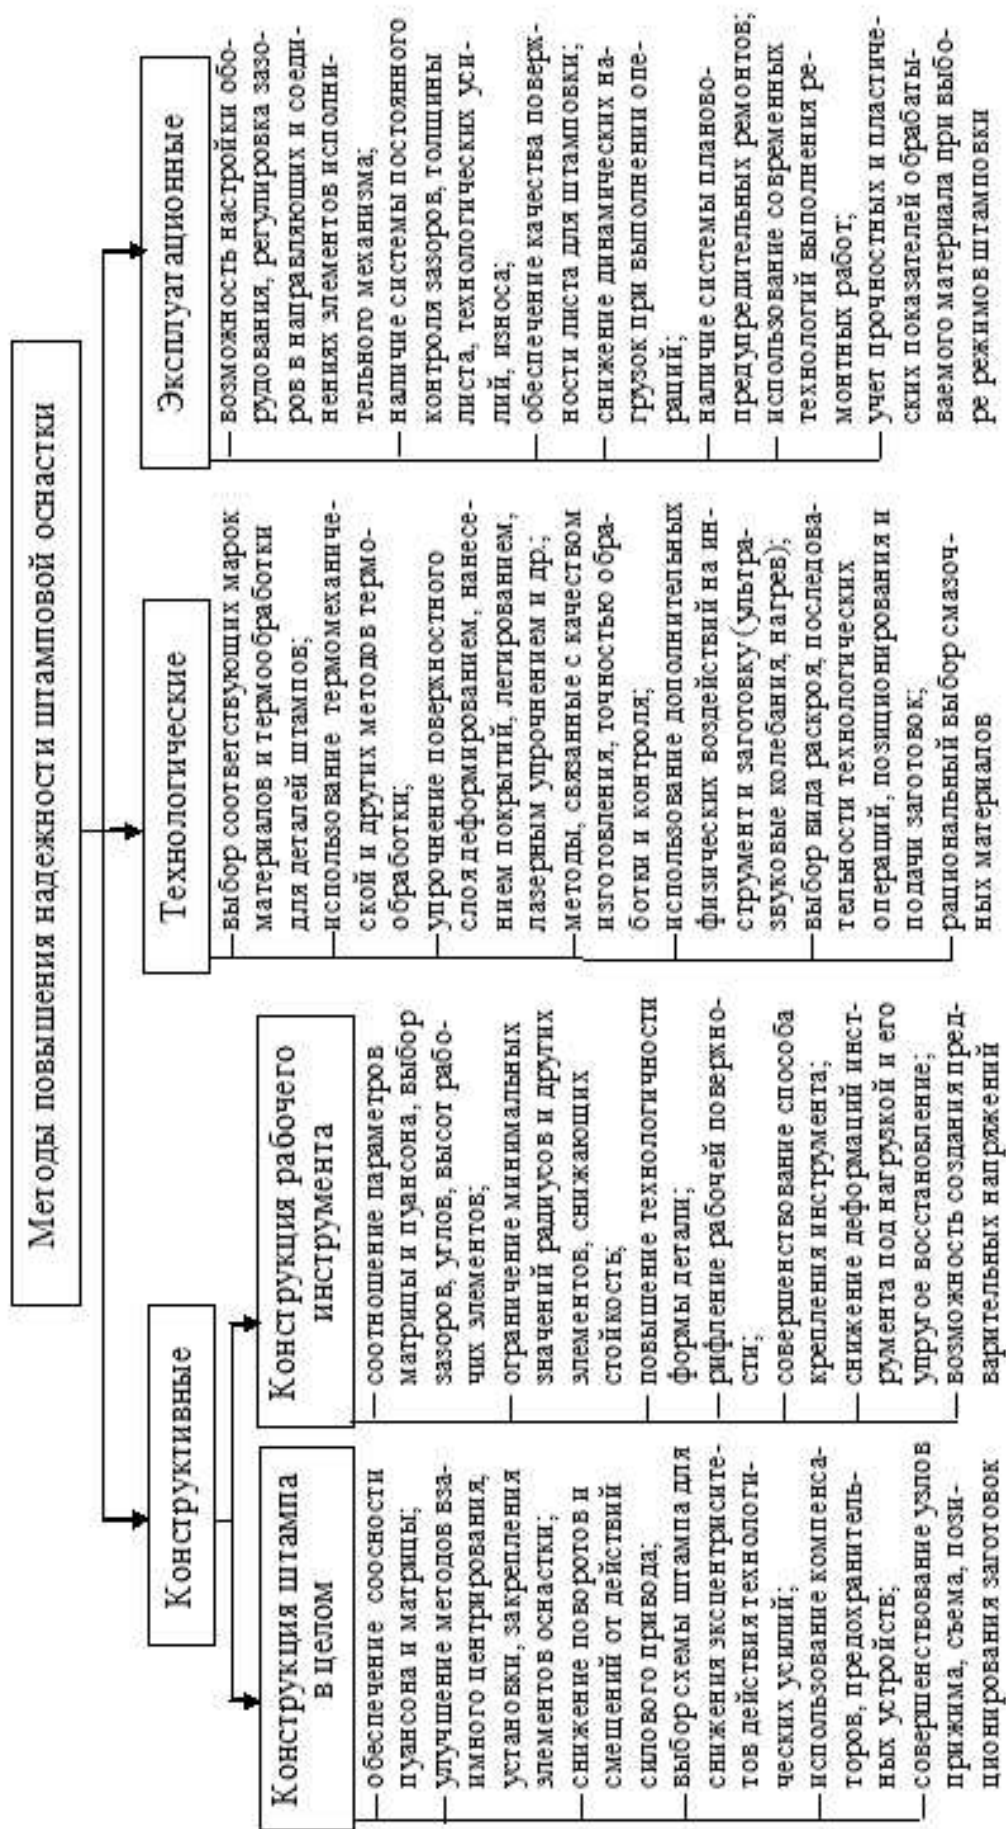 Методы повышения надежности и штамповой оснастки
Конструктивные
Конструкция штампа
в целом
обеспечение соосности
пуансона и матрицы;
улучшение методов вза-
имного центрирования,
установки, закрепления
элементов оснастки;
снижение поворотов и
смещений от действий
силового привода;
выбор схемы штампа для
снижения эксцентрисите-
тов действия технологи-
ческих усилий;
использование компенса-
торов, предохранитель-
ных устройств;
совершенствование узлов
прижима, съема, пози-
ционирования заготовок
Конструкция рабочего
инструмента
соотношение параметров
матрицы и пуансона, выбор
зазоров, углов, высот рабо-
чих элементов;
ограничение минимальных
значений радиусов и других
элементов, снижающих
стойкость;
повышение технологичности
формы детали;
рифление рабочей поверхно-
сти;
совершенствование способа
крепления инструмента;
снижение деформаций инст-
румента под нагрузкой и его
упругое восстановление;
возможность создания пред-
варительных напряжений
Технологические
выбор соответствующих марок
материалов и термообработки
для деталей штампов;
использование термомеханиче-
ской и других методов термо-
обработки;
упрочнение поверхностного
слоя деформированием, нанесе-
нием покрытий, легированием,
лазерным упрочнением и др.;
методы, связанные с качеством
изготовления, точностью обра-
ботки и контроля;
использование дополнительных
физических воздействий на ин-
струмент и заготовку (ультра-
звуковые колебания, нагрев);
выбор вида раскроя, последова-
тельности технологических
операций, позиционирования и
подачи заготовок;
рациональный выбор смазоч-
ных материалов
Эксплуатационные
возможность настройки обо-
рудования, регулировка зазо-
ров в направляющих и соеди-
нениях элементов исполни-
тельного механизма;
наличие системы постоянного
контроля зазоров, толщины
листа, технологических уси-
лий, износа;
обеспечение качества поверх-
ности листа для штамповки;
снижение динамических на-
грузок при выполнении опе-
раций;
наличие системы планово-
предупредительных ремонтов;
использование современных
технологий выполнения ре-
монтных работ;
учет прочностных и пластиче-
ских показателей обрабаты-
ваемого материала при выбо-
ре режимов штамповки